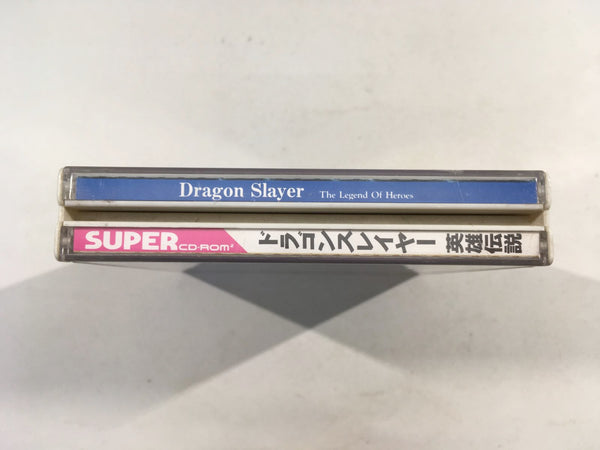 Dragon Slayer The Legend Of Heroes
SUPER CD-ROM² ドラゴンスレイヤー 英雄伝説